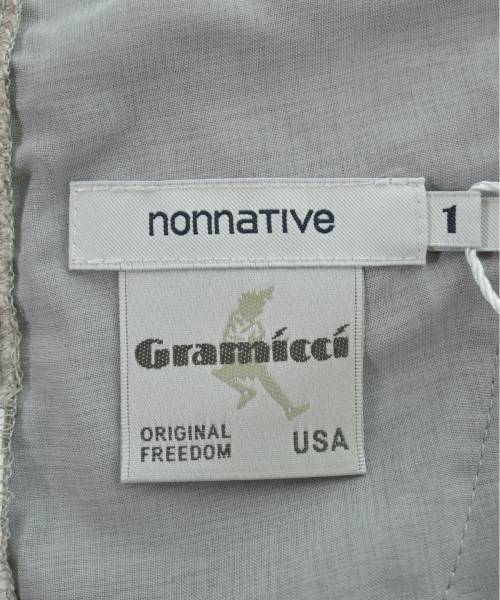 nonnative
1
Gramicci
ORIGINAL
FREEDOM
USA